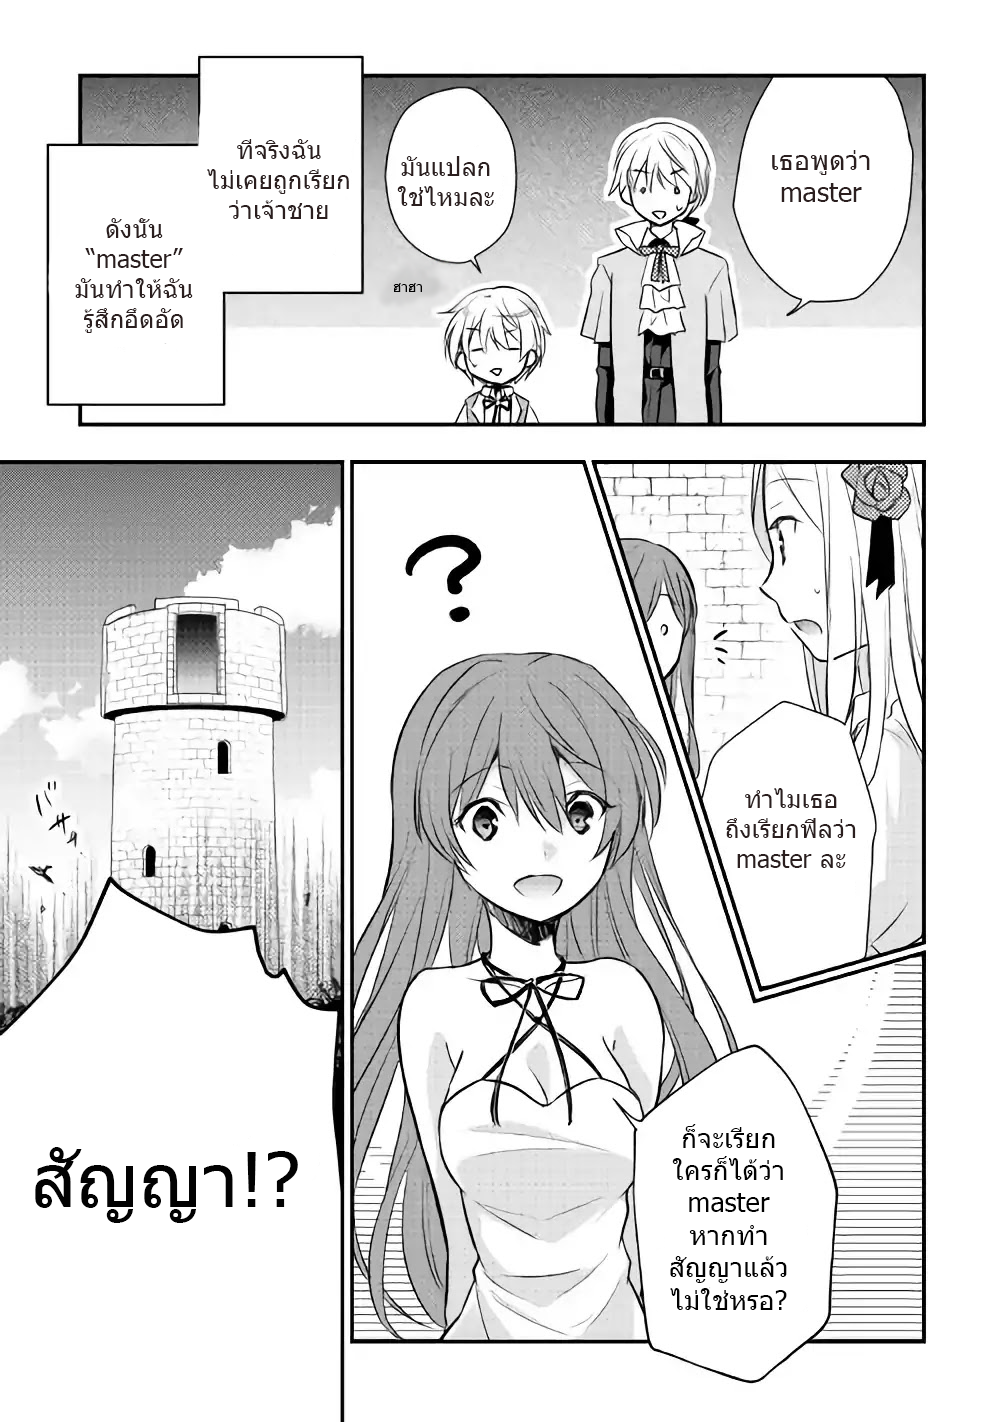 เธอพูดว่า
master
มันแปลก
ใช่ไหมละ
ฮาฮา
ทีจริงฉัน
ไม่เคยถูกเรียก
ว่าเจ้าชาย
ดังนั้น
“master”
มันทำให้ฉัน
รู้สึกอึดอัด
ทำไมเธอ
ถึงเรียกฟิลว่า
master ละ
?
ก็จะเรียก
ใครก็ได้ว่า
master
หากทำ
สัญญาแล้ว
ไม่ใช่หรอ?
สัญญา!?